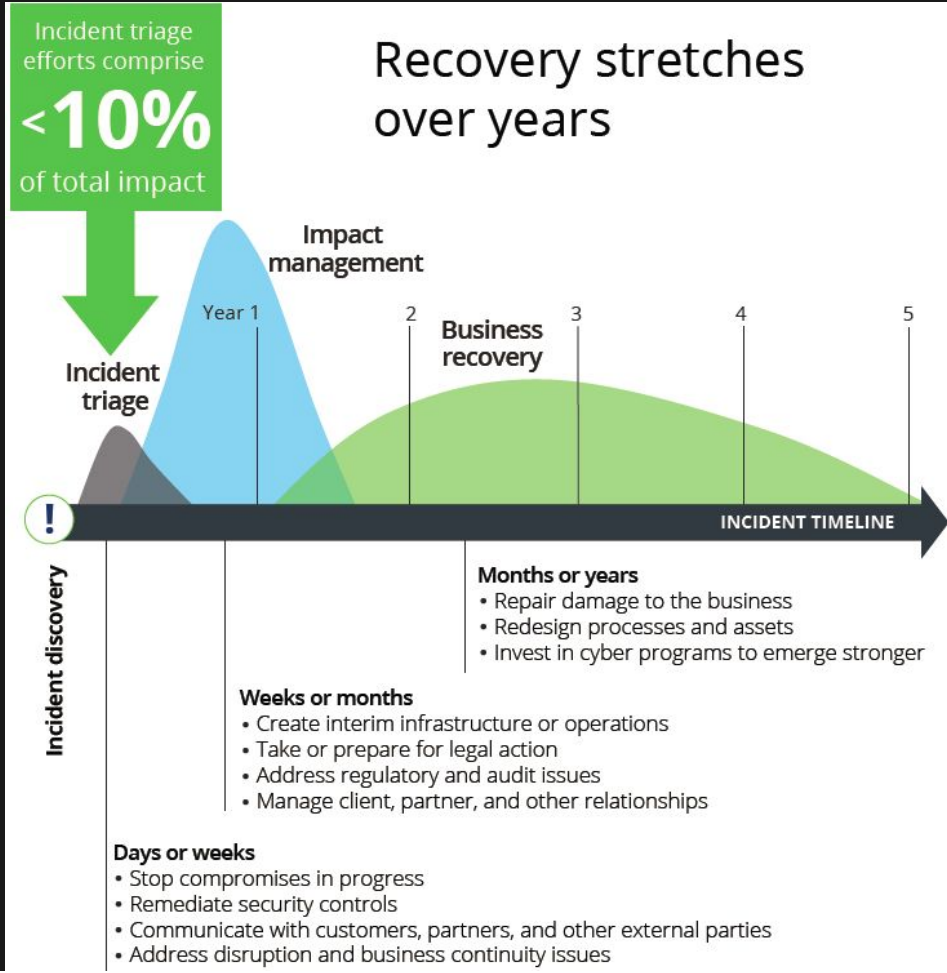 Incident triage
efforts comprise
<10%
of total impact
Recovery stretches
over years
Impact
management
Year 1
2
3
4
5
Business
recovery
Incident
triage
!
INCIDENT TIMELINE
Incident discovery
Months or years
• Repair damage to the business
• Redesign processes and assets
• Invest in cyber programs to emerge stronger
Weeks or months
• Create interim infrastructure or operations
• Take or prepare for legal action
• Address regulatory and audit issues
• Manage client, partner, and other relationships
Days or weeks
• Stop compromises in progress
• Remediate security controls
• Communicate with customers, partners, and other external parties
• Address disruption and business continuity issues